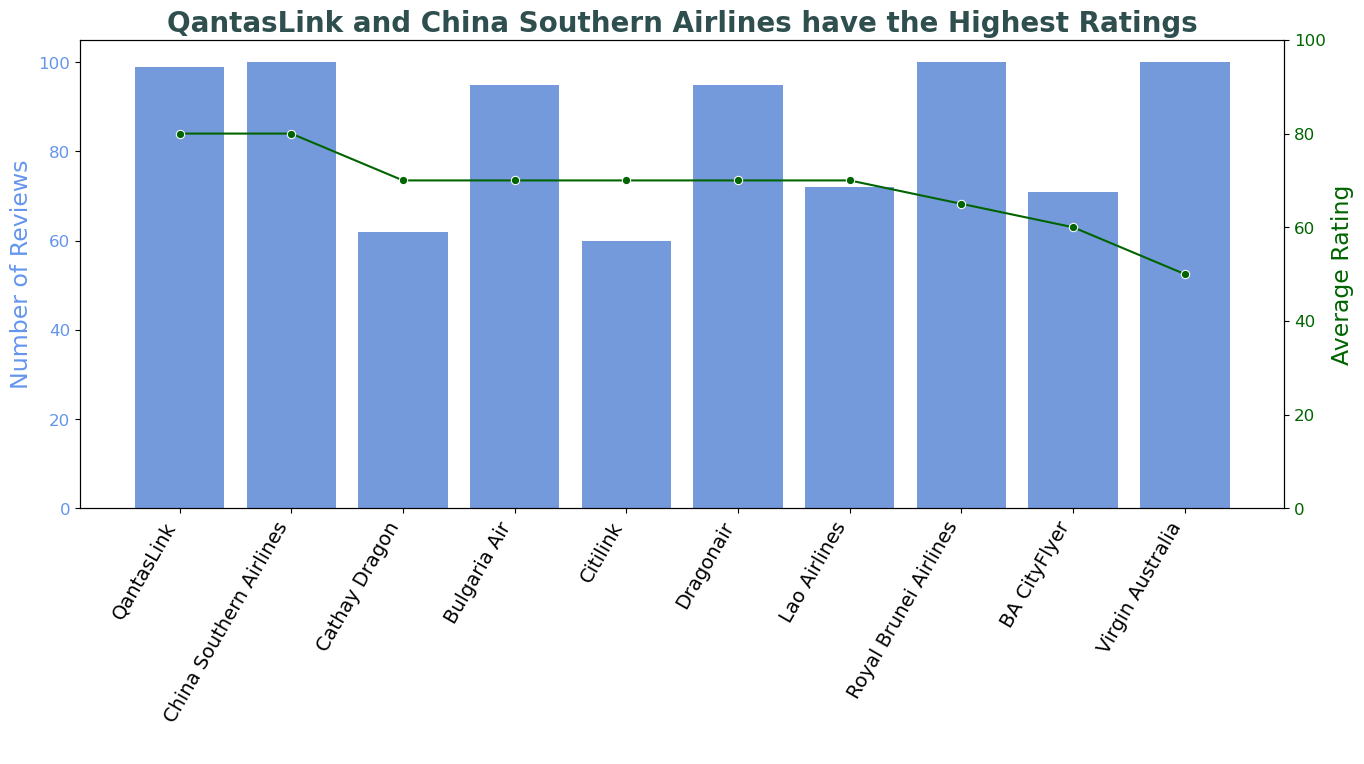 QantasLink and China Southern Airlines have the Highest Ratings
Number of Reviews
100
80
60
40
20
0
100
80
60
40
20
0
Average Rating
QantasLink
China Southern Airlines
Cathay Dragon
Bulgaria Air
Citilink
Dragonair
Lao Airlines
Royal Brunei Airlines
BA CityFlyer
Virgin Australia